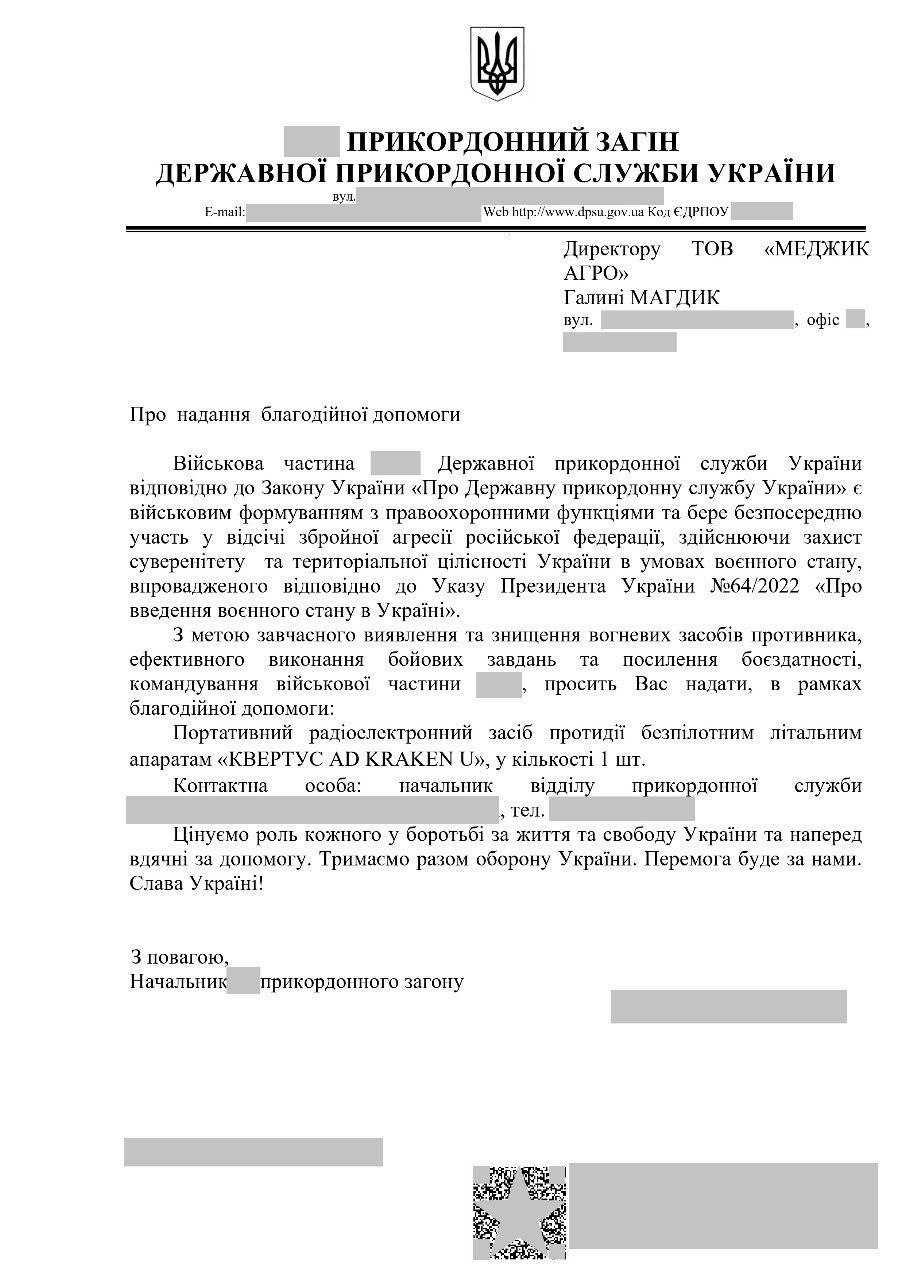 ПРИКОРДОННИЙ ЗАГІН
ДЕРЖАВНОЇ ПРИКОРДОННОЇ СЛУЖБИ УКРАЇНИ
вул.
E-mail: Web http://www.dpsu.gov.ua Код ЄДРПОУ
Директору ТОВ «МЕДЖИК
АГРО»
Галині МАГДИК
вул. , офіс ,
Про надання благодійної допомоги
Військова частина Державної прикордонної служби України
відповідно до Закону України «Про Державну прикордонну службу України» є
військовим формуванням з правоохоронними функціями та бере безпосередню
участь у відсічі збройної агресії російської федерації, здійснюючи захист
суверенітету та територіальної цілісності України в умовах воєнного стану,
впровадженого відповідно до Указу Президента України №64/2022 «Про
введення воєнного стану в Україні».
З метою завчасного виявлення та знищення вогневих засобів противника,
ефективного виконання бойових завдань та посилення боєздатності,
командування військової частини , просить Вас надати, в рамках
благодійної допомоги:
Портативний радіоелектронний засіб протидії безпілотним літальним
апаратам «КВЕРТУС AD KRAKEN U», у кількості 1 шт.
Контактна особа: начальник відділу прикордонної служби
, тел.
Цінуємо роль кожного у боротьбі за життя та свободу України та наперед
вдячні за допомогу. Тримаємо разом оборону України. Перемога буде за нами.
Слава Україні!
З повагою,
Начальник прикордонного загону